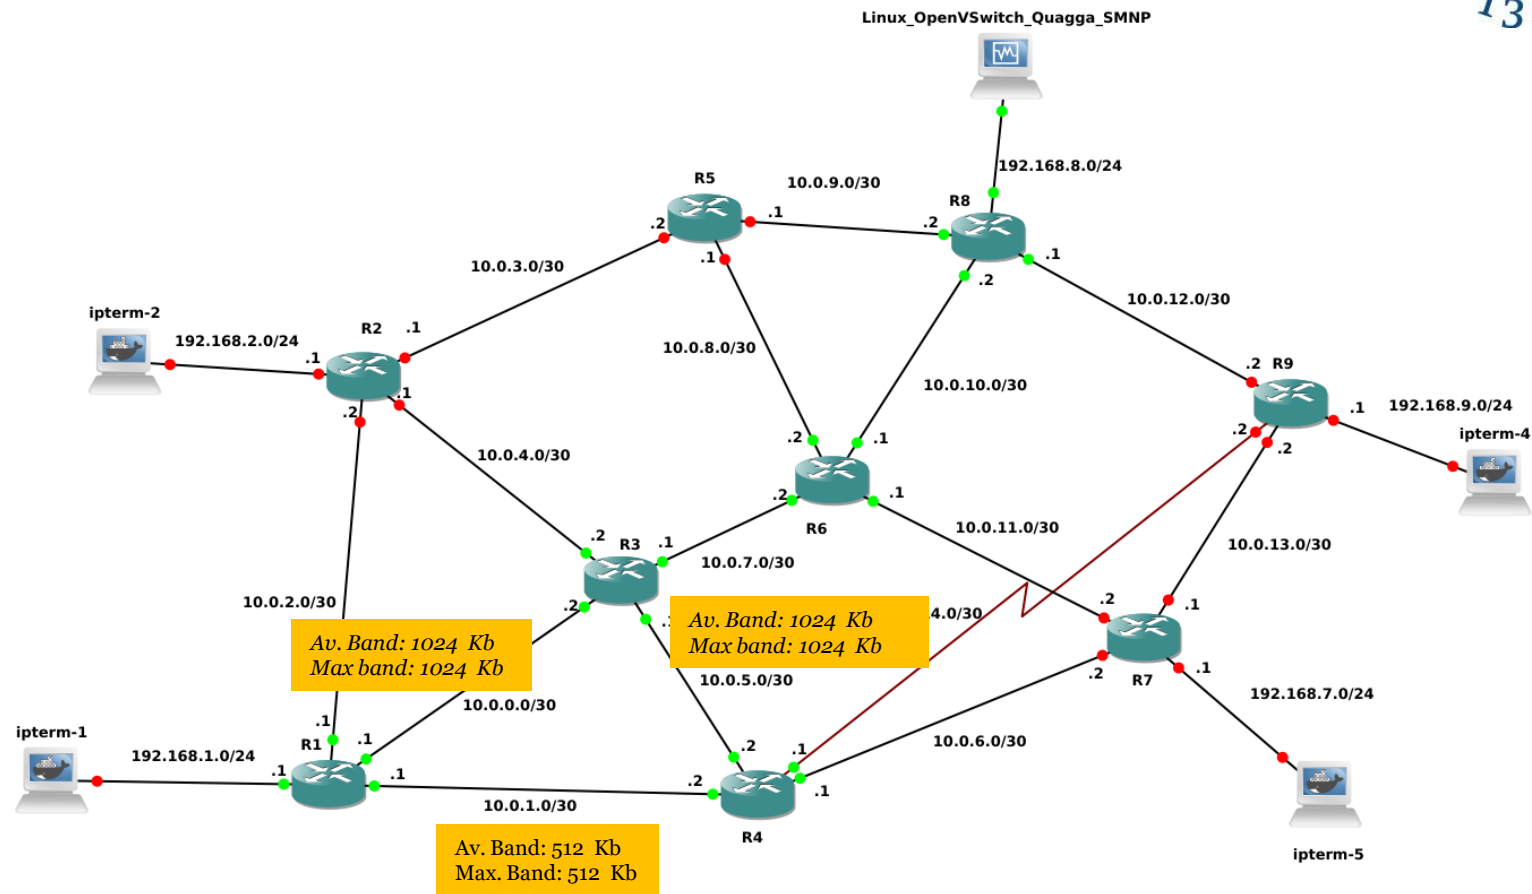 13
Linux_OpenVSwitch_Quagga_SMNP
192.168.8.0/24
R5
10.0.9.0/30
R8
.2
.1
.2
.1
.1
.2
10.0.3.0/30
10.0.12.0/30
ipterm-2
192.168.2.0/24
R2
.1
.1
10.0.8.0/30
.2
R9
10.0.10.0/30
.1
.2
.1
192.168.9.0/24
ipterm-4
.2
.2
10.0.4.0/30
.2
.1
.2
.1
R6
10.0.11.0/30
10.0.13.0/30
.2
R3
.1
10.0.7.0/30
10.0.2.0/30
.2
.2
.1
4.0/30
Av. Band: 1024 Kb
Max band: 1024 Kb
Av. Band: 1024 Kb
Max band: 1024 Kb
10.0.5.0/30
.2
R7
.1
192.168.7.0/24
10.0.0.0/30
ipterm-1
192.168.1.0/24
.1
R1
.1
.2
.1
10.0.6.0/30
.1
.1
.2
.1
10.0.1.0/30
R4
ipterm-5
Av. Band: 512 Kb
Max. Band: 512 Kb